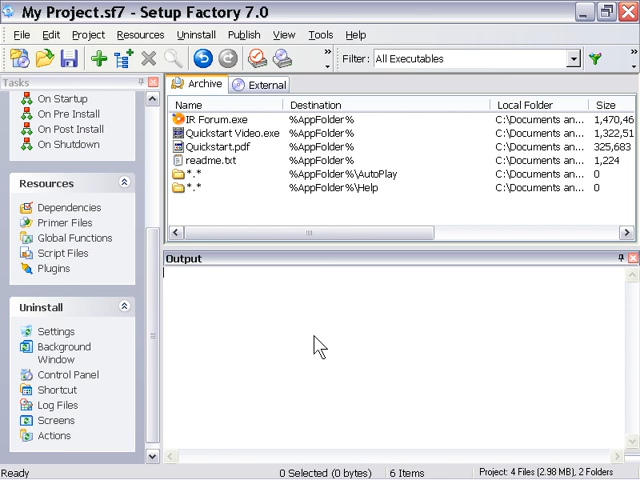 My Project.sf7 - Setup Factory 7.0
File Edit Project Resources Uninstall Publish View Tools Help
Filter: All Executables
Tasks
On Startup
On Pre Install
On Post Install
On Shutdown
Resources
Dependencies
Primer Files
Global Functions
Script Files
Plugins
Uninstall
Settings
Background
Window
Control Panel
Shortcut
Log Files
Screens
Actions
Archive External
Name Destination Local Folder Size
IR Forum.exe %AppFolder% C:\Documents an... 1,470,46
Quickstart Video.exe %AppFolder% C:\Documents an... 1,322,51
Quickstart.pdf %AppFolder% C:\Documents an... 325,683
readme.txt %AppFolder% C:\Documents an... 1,224
*.* %AppFolder%\AutoPlay C:\Documents an... 0
*.* %AppFolder%\Help C:\Documents an... 0
Output
Ready 0 Selected (0 bytes) 6 Items Project: 4 Files (2.98 MB), 2 Folders